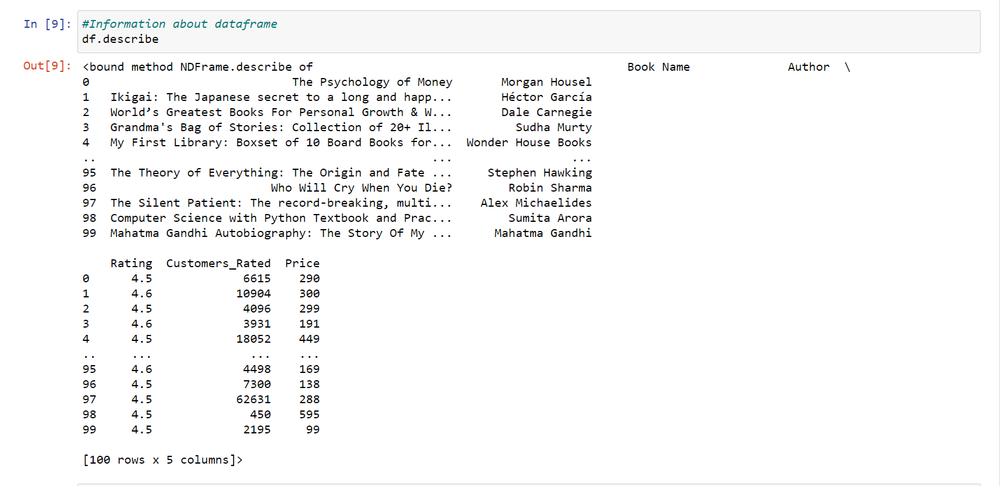 In [9]: #Information about dataframe
df.describe
Out[9]: <bound method NDFrame.describe of Book Name Author \
0 The Psychology of Money Morgan Housel
1 Ikigai: The Japanese secret to a long and happ... Héctor García
2 World’s Greatest Books For Personal Growth & W... Dale Carnegie
3 Grandma's Bag of Stories: Collection of 20+ Il... Sudha Murty
4 My First Library: Boxset of 10 Board Books for... Wonder House Books
.. ... ...
95 The Theory of Everything: The Origin and Fate ... Stephen Hawking
96 Who Will Cry When You Die? Robin Sharma
97 The Silent Patient: The record-breaking, multi... Alex Michaelides
98 Computer Science with Python Textbook and Prac... Sumita Arora
99 Mahatma Gandhi Autobiography: The Story Of My ... Mahatma Gandhi
Rating Customers_Rated Price
0 4.5 6615 290
1 4.6 10904 300
2 4.5 4096 299
3 4.6 3931 191
4 4.5 18052 449
.. ... ... ...
95 4.6 4498 169
96 4.5 7300 138
97 4.5 62631 288
98 4.5 450 595
99 4.5 2195 99
[100 rows x 5 columns]>